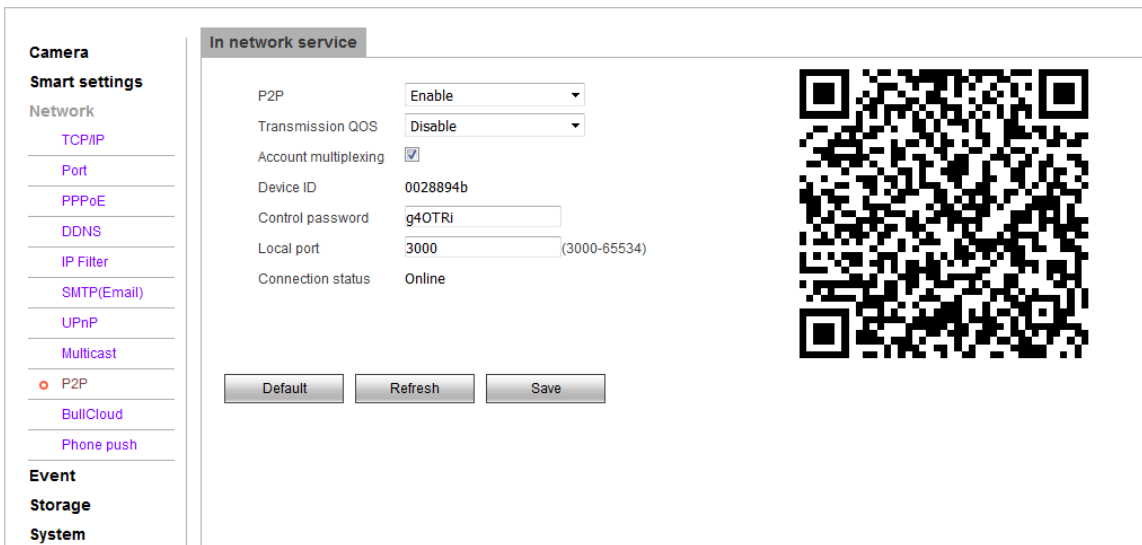 Camera
Smart settings
Network
TCP/IP
Port
PPPoE
DDNS
IP Filter
SMTP(Email)
UPnP
Multicast
P2P
BullCloud
Phone push
Event
Storage
System
In network service
P2P Enable
Transmission QOS Disable
Account multiplexing
Device ID 0028894b
Control password g4OTRi
Local port 3000 (3000-65534)
Connection status Online
Default Refresh Save